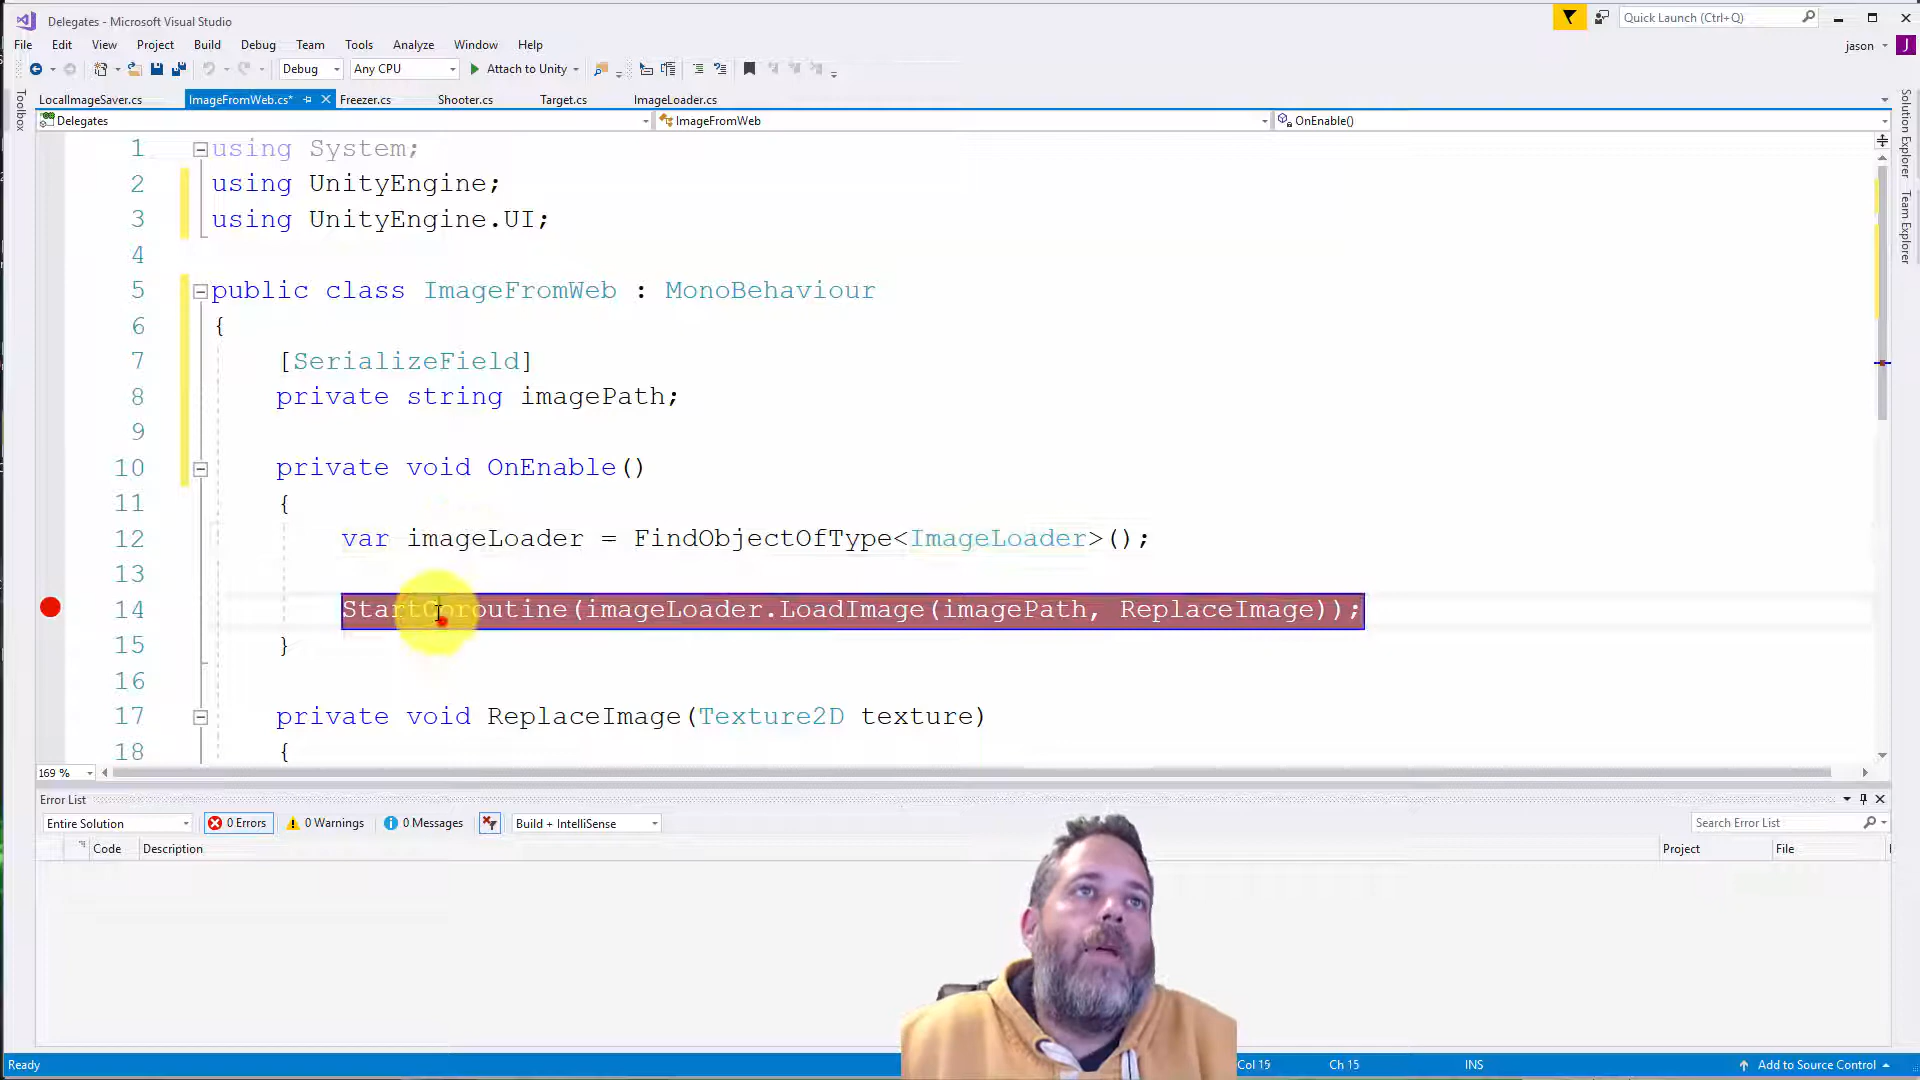 Delegates - Microsoft Visual Studio
Quick Launch (Ctrl+Q)
File Edit View Project Build Debug Team Tools Analyze Window Help
jason J
Debug Any CPU Attach to Unity
LocalImageSaver.cs ImageFromWeb.cs* Freezer.cs Shooter.cs Target.cs ImageLoader.cs
Delegates ImageFromWeb OnEnable()
Toolbox
Solution Explorer
Team Explorer
1 using System;
2 using UnityEngine;
3 using UnityEngine.UI;
4
5 public class ImageFromWeb : MonoBehaviour
6 {
7 [SerializeField]
8 private string imagePath;
9
10 private void OnEnable()
11 {
12 var imageLoader = FindObjectOfType<ImageLoader>();
13
14 StartCoroutine(imageLoader.LoadImage(imagePath, ReplaceImage));
15 }
16
17 private void ReplaceImage(Texture2D texture)
18 {
169 %
Error List
Entire Solution 0 Errors 0 Warnings 0 Messages Build + IntelliSense Search Error List
Code Description Project File
Ready Col 15 Ch 15 INS Add to Source Control